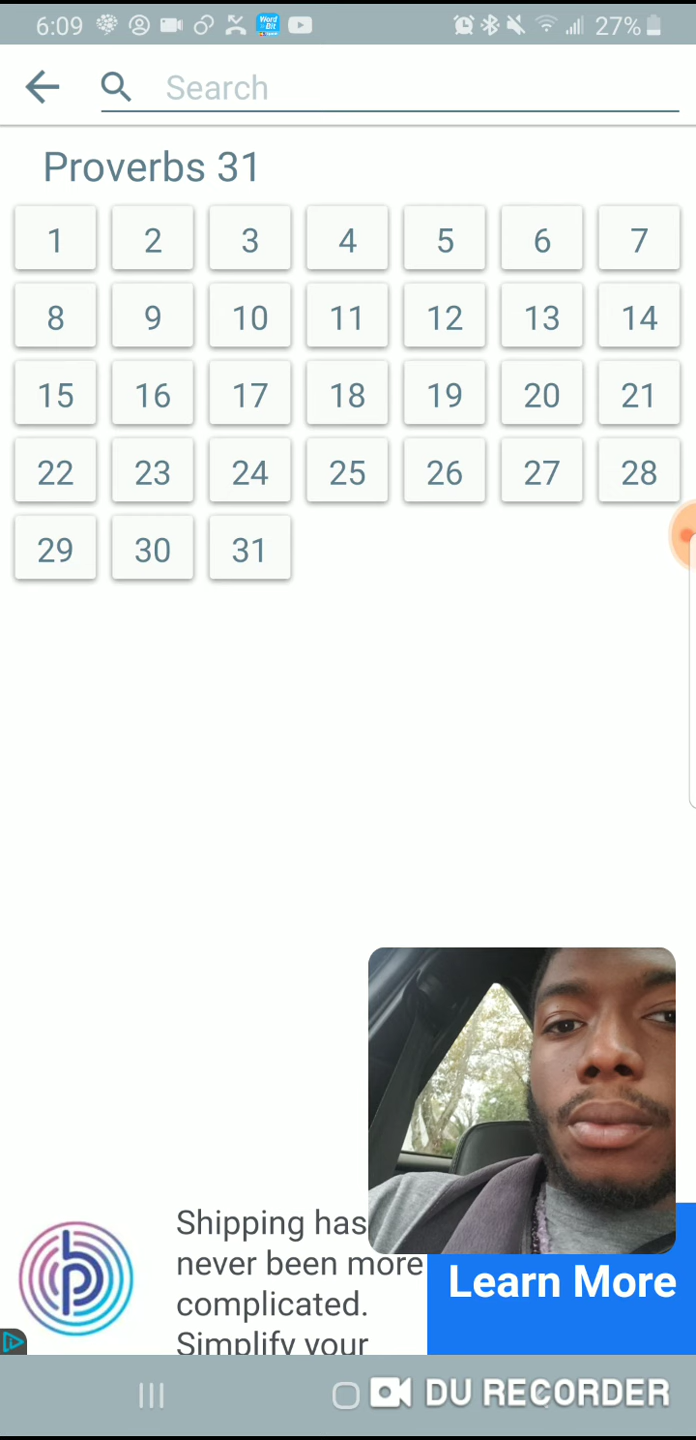 6:09 27%
Search
Proverbs 31
1 2 3 4 5 6 7
8 9 10 11 12 13 14
15 16 17 18 19 20 21
22 23 24 25 26 27 28
29 30 31
Shipping has
never been more
complicated.
Simplify your
Learn More
DU RECORDER